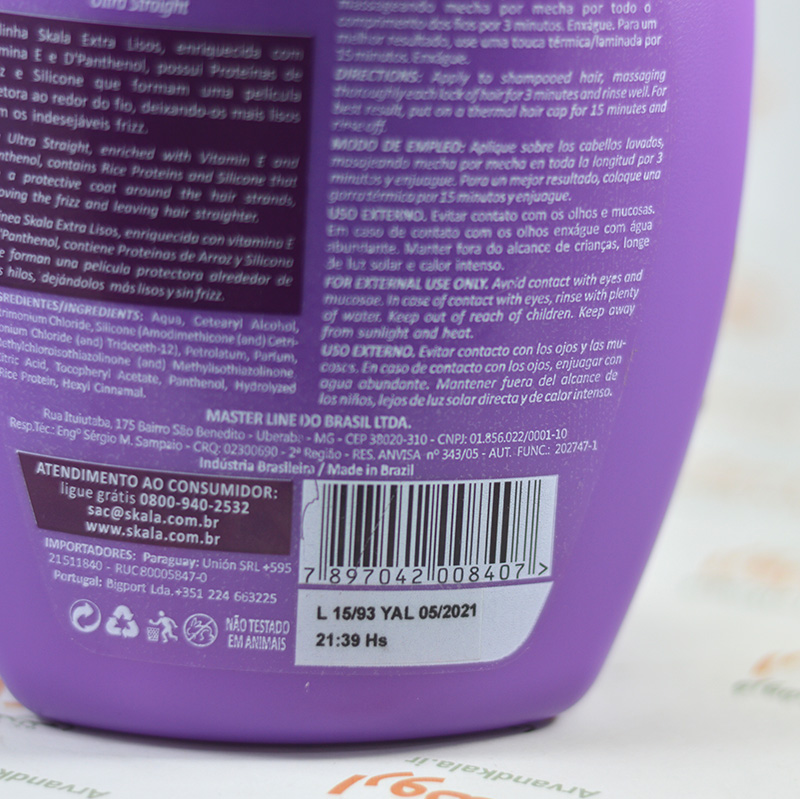 Ultra Straight
linha Skala Extra Lisos, enriquecida com
mina E e D'Panthenol, possui Proteínas de
z e Silicone que formam uma película
etora ao redor do fio, deixando-os mais lisos
m os indesejáveis frizz.
Ultra Straight, enriched with Vitamin E and
nthenol, contains Rice Proteins and Silicone that
a protective coat around the hair strands,
oving the frizz and leaving hair straighter.
nea Skala Extra Lisos, enriquecida con vitamina E
'Panthenol, contiene Proteínas de Arroz y Silicona
e forman una película protectora alrededor de
s hilos, dejándolos más lisos y sin frizz.
GREDIENTES/INGREDIENTS: Aqua, Cetearyl Alcohol,
trimonium Chloride, Silicone (Amodimethicone (and) Cetri-
onium Chloride (and) Trideceth-12), Petrolatum, Parfum,
ethylchloroisothiazolinone (and) Methylisothiazolinone
itric Acid, Tocopheryl Acetate, Panthenol, Hydrolyzed
Rice Protein, Hexyl Cinnamal.
massageando mecha por mecha por todo o
comprimento dos fios por 3 minutos. Enxágue. Para um
melhor resultado, use uma touca térmica/laminada por
15 minutos. Enxágue.
DIRECTIONS: Apply to shampooed hair, massaging
thoroughly each lock of hair for 3 minutes and rinse well. For
best result, put on a thermal hair cap for 15 minutes and
rinse off.
MODO DE EMPLEO: Aplique sobre los cabellos lavados,
masajeando mecha por mecha en toda la longitud por 3
minutos y enjuague. Para un mejor resultado, coloque una
gorra térmica por 15 minutos y enjuague.
USO EXTERNO. Evitar contato com os olhos e mucosas.
Em caso de contato com os olhos enxágue com água
abundante. Manter fora do alcance de crianças, longe
de luz solar e calor intenso.
FOR EXTERNAL USE ONLY. Avoid contact with eyes and
mucosae. In case of contact with eyes, rinse with plenty
of water. Keep out of reach of children. Keep away
from sunlight and heat.
USO EXTERNO. Evitar contacto con los ojos y las mu-
cosas. En caso de contacto con los ojos, enjuagar con
agua abundante. Mantener fuera del alcance de
los niños, lejos de luz solar directa y de calor intenso.
MASTER LINE DO BRASIL LTDA.
Rua Ituiutaba, 175 Bairro São Benedito - Uberaba - MG - CEP 38020-310 - CNPJ: 01.856.022/0001-10
Resp.Téc.: Engº Sérgio M. Sampaio - CRQ: 02300690 - 2ª Região - RES. ANVISA nº 343/05 - AUT. FUNC.: 202747-1
Indústria Brasileira / Made in Brazil
ATENDIMENTO AO CONSUMIDOR:
ligue grátis 0800-940-2532
sac@skala.com.br
www.skala.com.br
IMPORTADORES: Paraguay: Unión SRL +595
21511840 - RUC 80005847-0
Portugal: Bigport Lda. +351 224 663225
NÃO TESTADO
EM ANIMAIS
7 897042 008407 >
L 15/93 YAL 05/2021
21:39 Hs
Arvandkala.ir
Arvandkala.ir